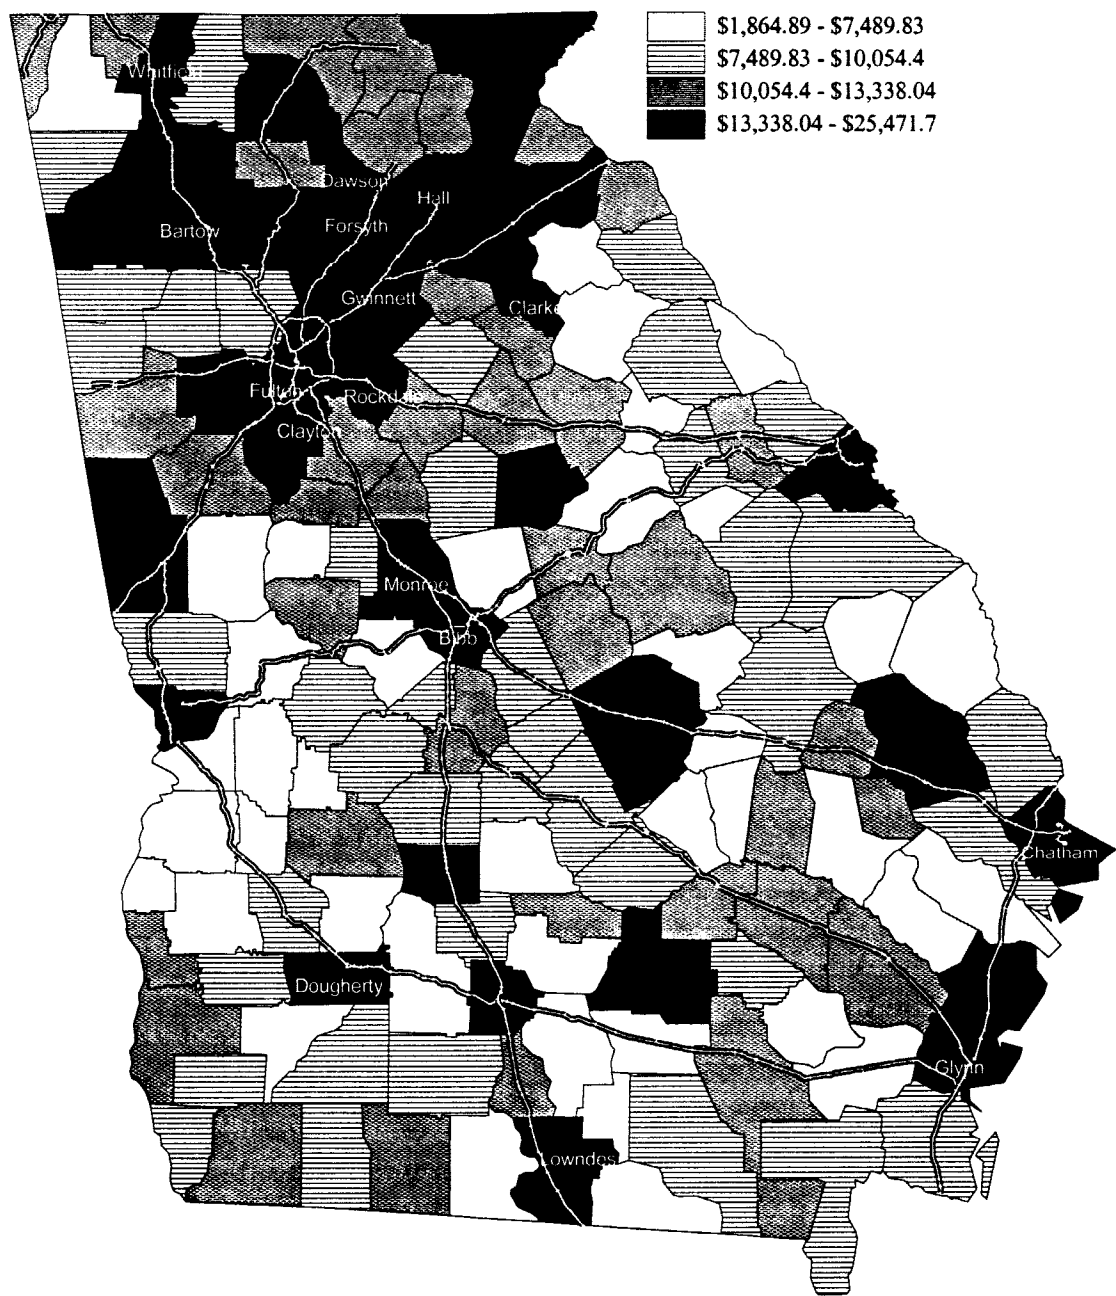 $1,864.89 - $7,489.83
$7,489.83 - $10,054.4
$10,054.4 - $13,338.04
$13,338.04 - $25,471.7
Whitfield
Dawson
Hall
Forsyth
Bartow
Gwinnett
Clarke
Fulton
Rockdale
Clayton
Monroe
Bibb
Chatham
Dougherty
Glynn
Lowndes